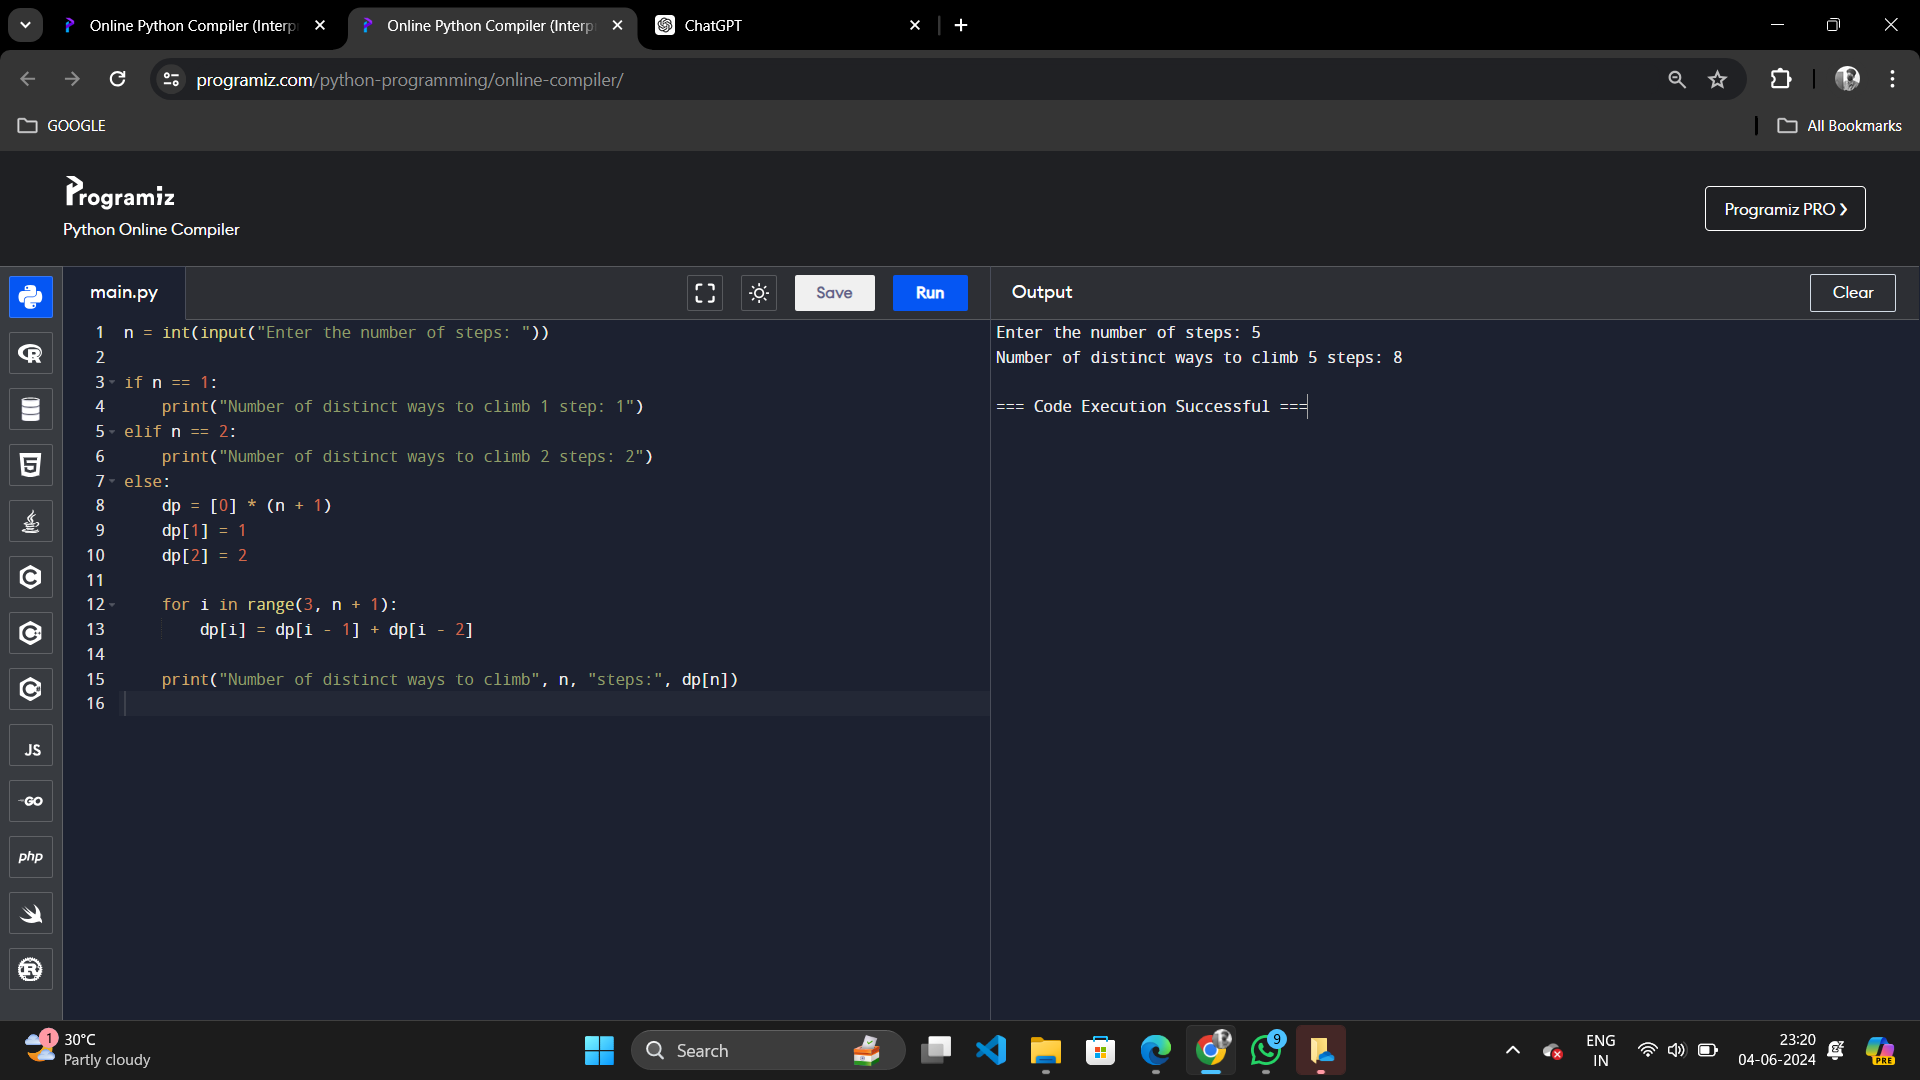 Online Python Compiler (Interp
Online Python Compiler (Interp
ChatGPT
programiz.com/python-programming/online-compiler/
GOOGLE
All Bookmarks
Programiz
Python Online Compiler
Programiz PRO ❯
main.py
Save
Run
Output
Clear
1 n = int(input("Enter the number of steps: "))
2
3 if n == 1:
4     print("Number of distinct ways to climb 1 step: 1")
5 elif n == 2:
6     print("Number of distinct ways to climb 2 steps: 2")
7 else:
8     dp = [0] * (n + 1)
9     dp[1] = 1
10     dp[2] = 2
11
12     for i in range(3, n + 1):
13         dp[i] = dp[i - 1] + dp[i - 2]
14
15     print("Number of distinct ways to climb", n, "steps:", dp[n])
16
Enter the number of steps: 5
Number of distinct ways to climb 5 steps: 8
=== Code Execution Successful ===
R
5
C
C
C
JS
GO
php
R
1
30°C
Partly cloudy
Search
9
ENG
IN
23:20
04-06-2024
PRE